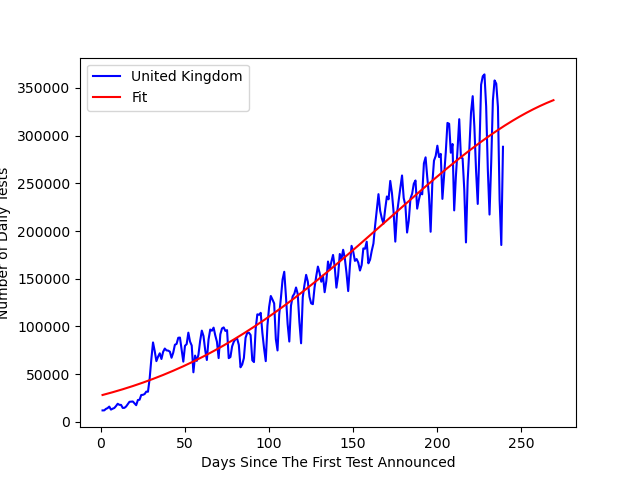 United Kingdom
Fit
350000
300000
250000
200000
150000
100000
50000
0
Number of Daily Tests
0 50 100 150 200 250
Days Since The First Test Announced